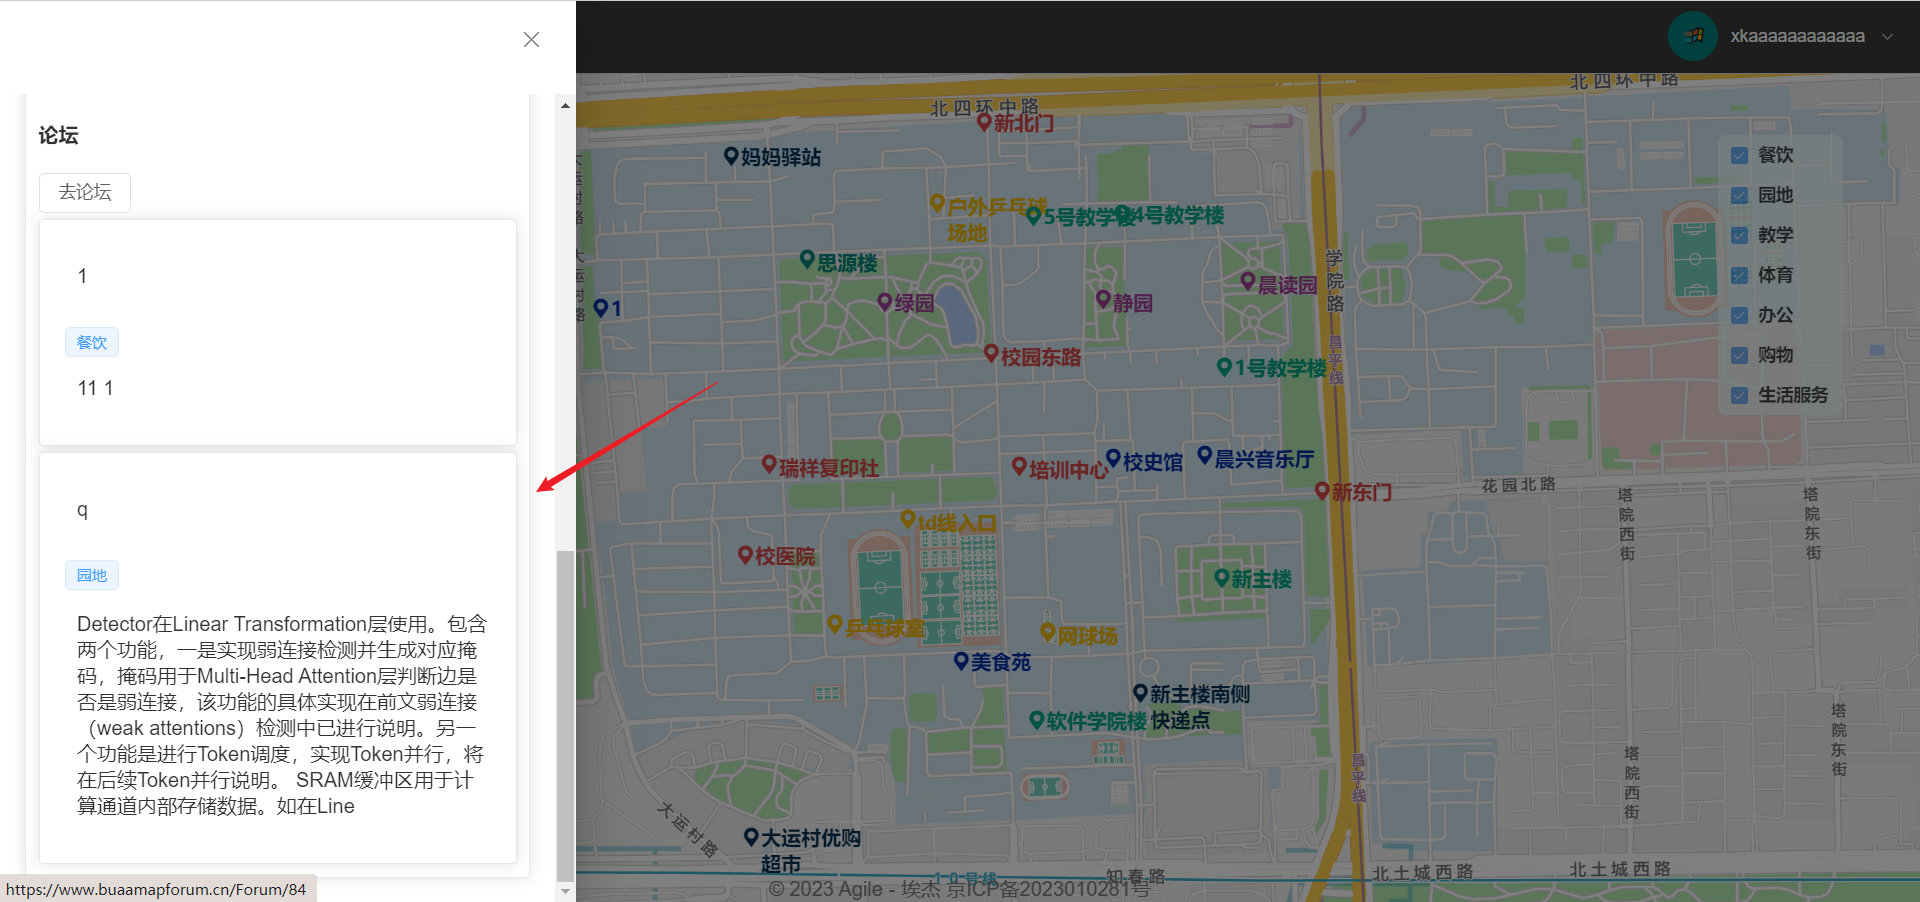 xkaaaaaaaaaaaaa
论坛
去论坛
1
餐饮
11 1
q
园地
Detector在Linear Transformation层使用。包含
两个功能，一是实现弱连接检测并生成对应掩
码，掩码用于Multi-Head Attention层判断边是
否是弱连接，该功能的具体实现在前文弱连接
（weak attentions）检测中已进行说明。另一
个功能是进行Token调度，实现Token并行，将
在后续Token并行说明。 SRAM缓冲区用于计
算通道内部存储数据。如在Line
https://www.buaamapforum.cn/Forum/84
北四环中路
北四环中路
新北门
妈妈驿站
户外乒乓球
场地
5号教学楼
4号教学楼
思源楼
绿园
静园
晨读园
学院路
1
校园东路
1号教学楼
昌平线
瑞祥复印社
培训中心
校史馆
晨兴音乐厅
新东门
花园北路
塔院西街
塔院东街
td线入口
校医院
新主楼
乒乓球室
网球场
美食苑
新主楼南侧
快递点
软件学院楼
昌平线
塔院西街
塔院东街
大运村路
大运村路
大运村路
大运村优购
超市
10号线
知春路
北土城西路
北土城西路
© 2023 Agile - 埃杰 京ICP备2023010281号
餐饮
园地
教学
体育
办公
购物
生活服务